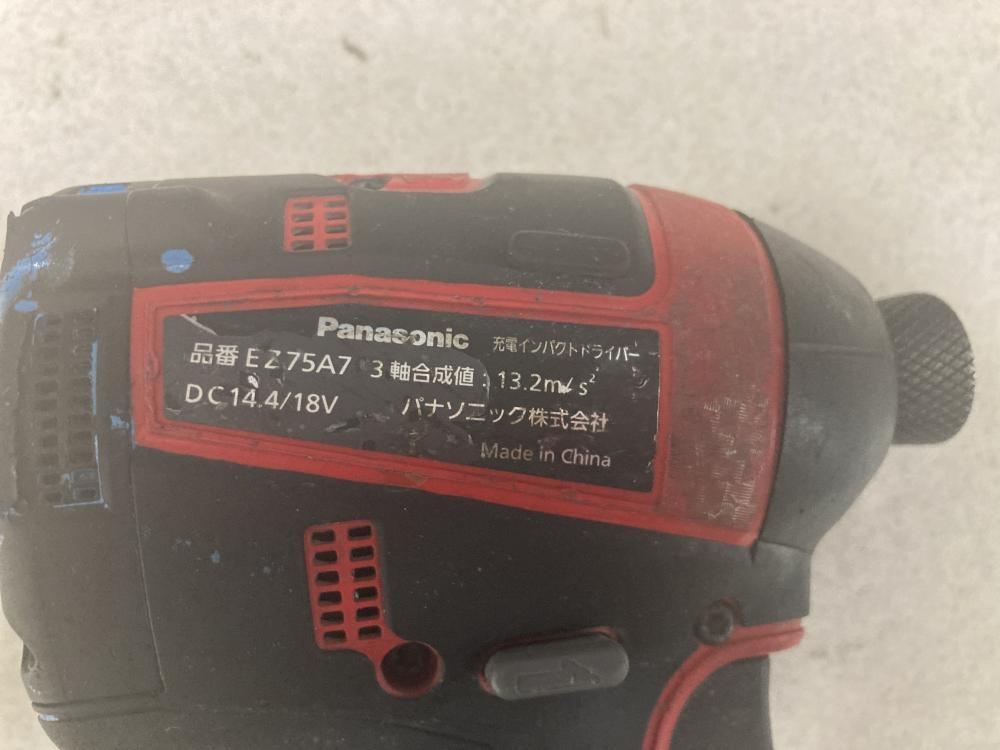 Panasonic 充電インパクトドライバー
品番 EZ75A7 3軸合成値:13.2m/s²
DC14.4/18V パナソニック株式会社
Made in China